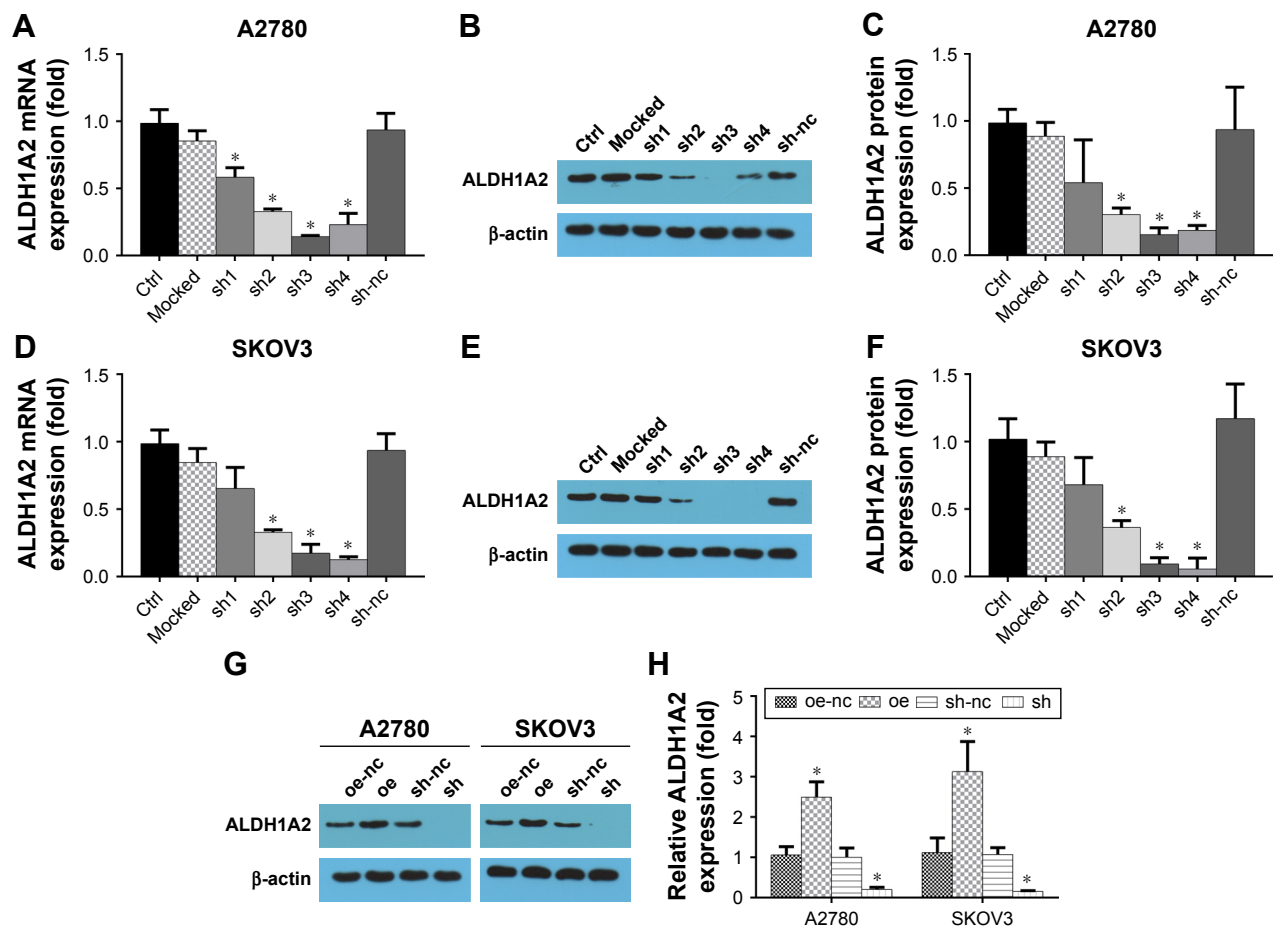 A
A2780
ALDH1A2 mRNA
expression (fold)
1.5
1.0
0.5
0.0
Ctrl
Mocked
sh1
sh2
sh3
sh4
sh-nc
*
*
*
*
B
Ctrl
Mocked
sh1
sh2
sh3
sh4
sh-nc
ALDH1A2
β-actin
C
A2780
ALDH1A2 protein
expression (fold)
1.5
1.0
0.5
0.0
Ctrl
Mocked
sh1
sh2
sh3
sh4
sh-nc
*
*
*
D
SKOV3
ALDH1A2 mRNA
expression (fold)
1.5
1.0
0.5
0.0
Ctrl
Mocked
sh1
sh2
sh3
sh4
sh-nc
*
*
*
E
Ctrl
Mocked
sh1
sh2
sh3
sh4
sh-nc
ALDH1A2
β-actin
F
SKOV3
ALDH1A2 protein
expression (fold)
1.5
1.0
0.5
0.0
Ctrl
Mocked
sh1
sh2
sh3
sh4
sh-nc
*
*
*
G
A2780
SKOV3
oe-nc
oe
sh-nc
sh
oe-nc
oe
sh-nc
sh
ALDH1A2
β-actin
H
Relative ALDH1A2
expression (fold)
5
4
3
2
1
0
oe-nc oe sh-nc sh
*
*
*
*
A2780
SKOV3